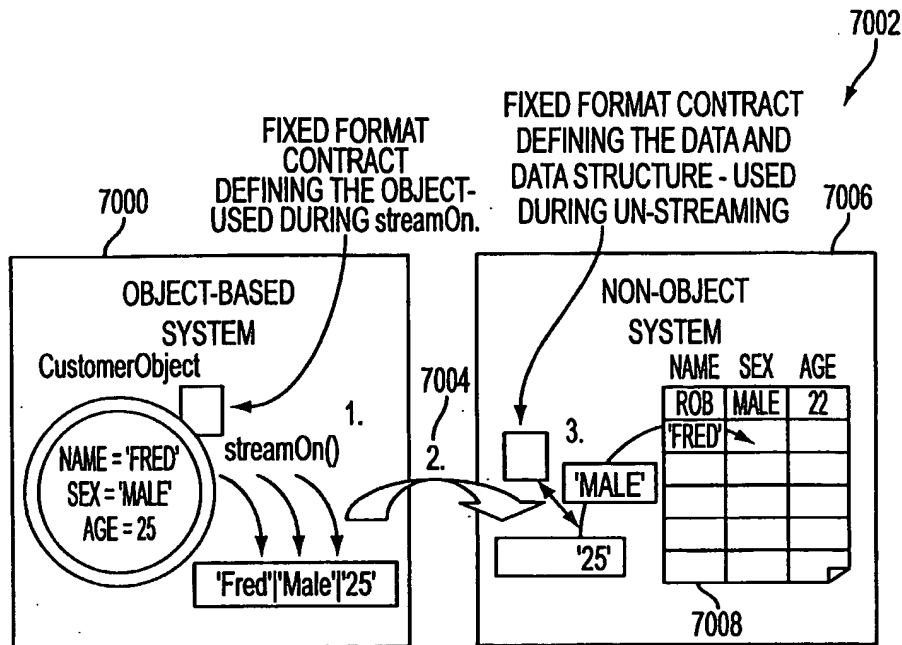 7002
FIXED FORMAT
CONTRACT
DEFINING THE OBJECT-
USED DURING streamOn.
FIXED FORMAT CONTRACT
DEFINING THE DATA AND
DATA STRUCTURE - USED
DURING UN-STREAMING
7000
7006
OBJECT-BASED
SYSTEM
CustomerObject
1.
streamOn()
NAME = 'FRED'
SEX = 'MALE'
AGE = 25
'Fred'|'Male'|'25'
7004
2.
NON-OBJECT
SYSTEM
NAME SEX AGE
ROB MALE 22
'FRED'
3.
'MALE'
'25'
7008